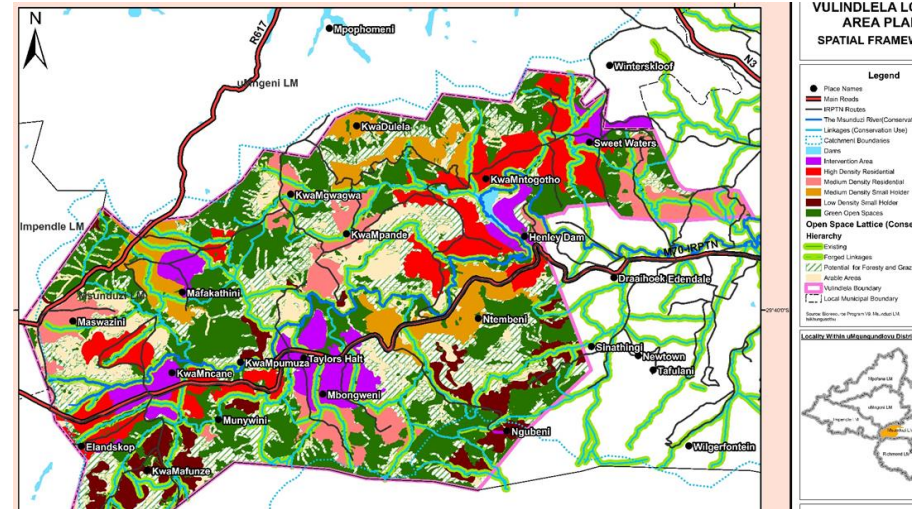 N
R617
Mpophomeni
uMngeni LM
Winterskloof
N3
KwaDulela
Sweet Waters
KwaMntogotho
KwaMgwagwa
Impendle LM
KwaMpande
Henley Dam
M70-IRPTN
Draaihoek
Edendale
Mafakathini
Msunduzi LM
Maswazini
Ntembeni
29°40'0"S
Sinathingi
Newtown
Tafulani
KwaMpumuza
Taylors Halt
KwaMncane
Mbongweni
Munywini
Ngubeni
Elandskop
Wilgerfontein
KwaMafunze
VULINDLELA
AREA
SPATIAL
Legend
Place Names
Main Roads
IRPTN Routes
The Msunduzi River(Conserva
Linkages (Conservation Use)
Catchment Boundaries
Dams
Intervention Area
High Density Residential
Medium Density Residential
Medium Density Small Holder
Low Density Small Holder
Green Open Spaces
Open Space Lattice (Conse
Hierarchy
Existing
Forged Linkages
Potential for Forestry and Graz
Arable Areas
Vulindlela Boundary
Local Municipal Boundary
Locality Within uMgungundlovu Distri